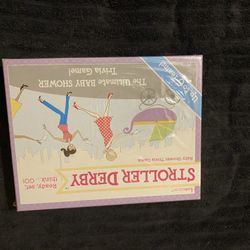 STROLLER DERBY
Baby Shower Trivia Game
Ready, set,
think... GO!
The Ultimate BABY SHOWER
Trivia Game!